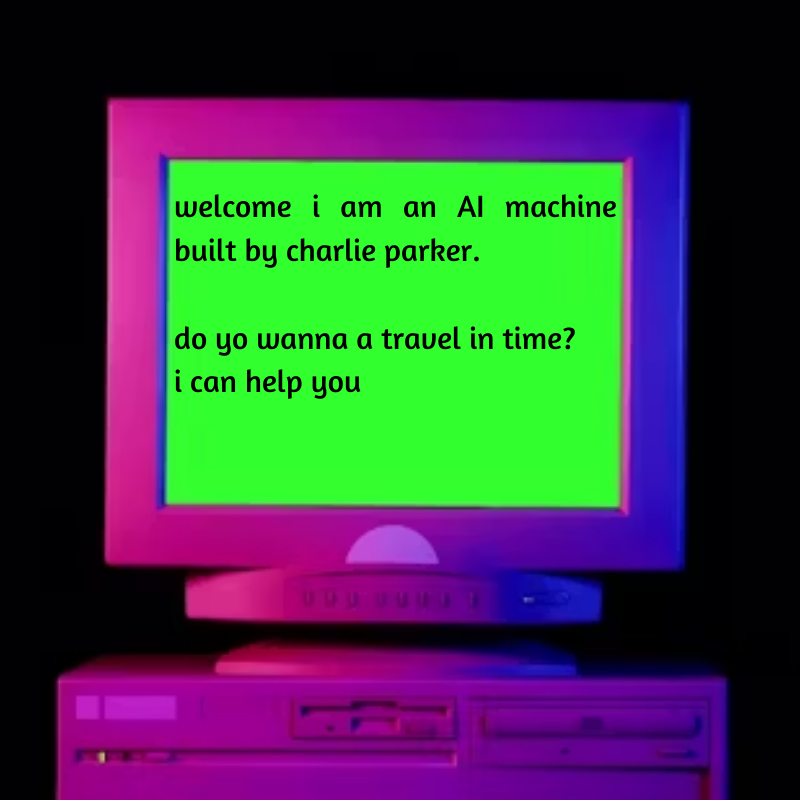 welcome i am an AI machine
built by charlie parker.
do yo wanna a travel in time?
i can help you